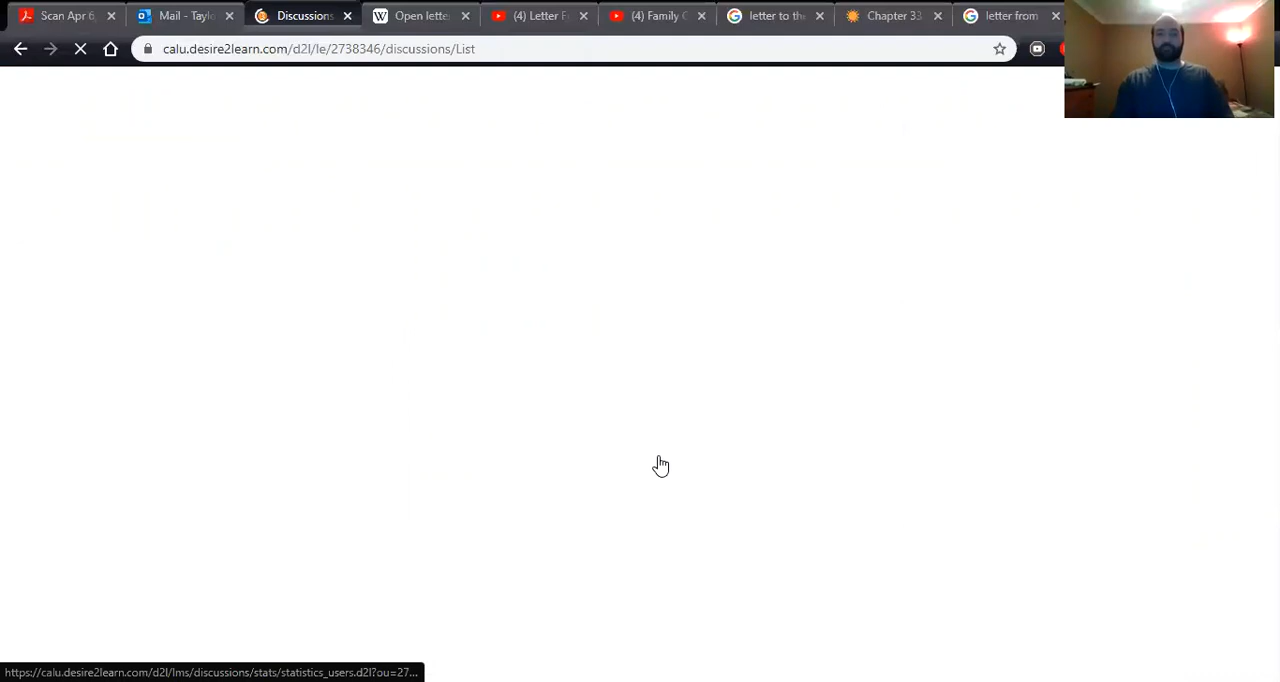 Scan Apr 6,
Mail - Taylo
Discussions
Open lette
(4) Letter F
(4) Family
letter to the
Chapter 33
letter from
calu.desire2learn.com/d2l/le/2738346/discussions/List
https://calu.desire2learn.com/d2l/lms/discussions/stats/statistics_users.d2l?ou=27...